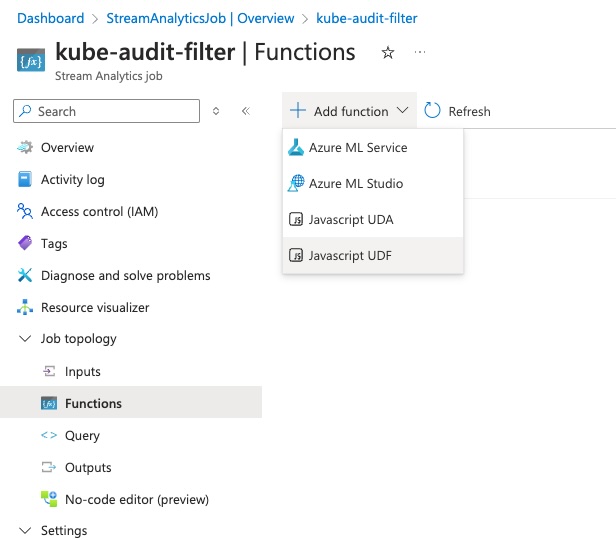 Dashboard > StreamAnalyticsJob | Overview > kube-audit-filter
kube-audit-filter | Functions
Stream Analytics job
Search
Add function
Refresh
Azure ML Service
Azure ML Studio
Javascript UDA
Javascript UDF
Overview
Activity log
Access control (IAM)
Tags
Diagnose and solve problems
Resource visualizer
Job topology
Inputs
Functions
Query
Outputs
No-code editor (preview)
Settings